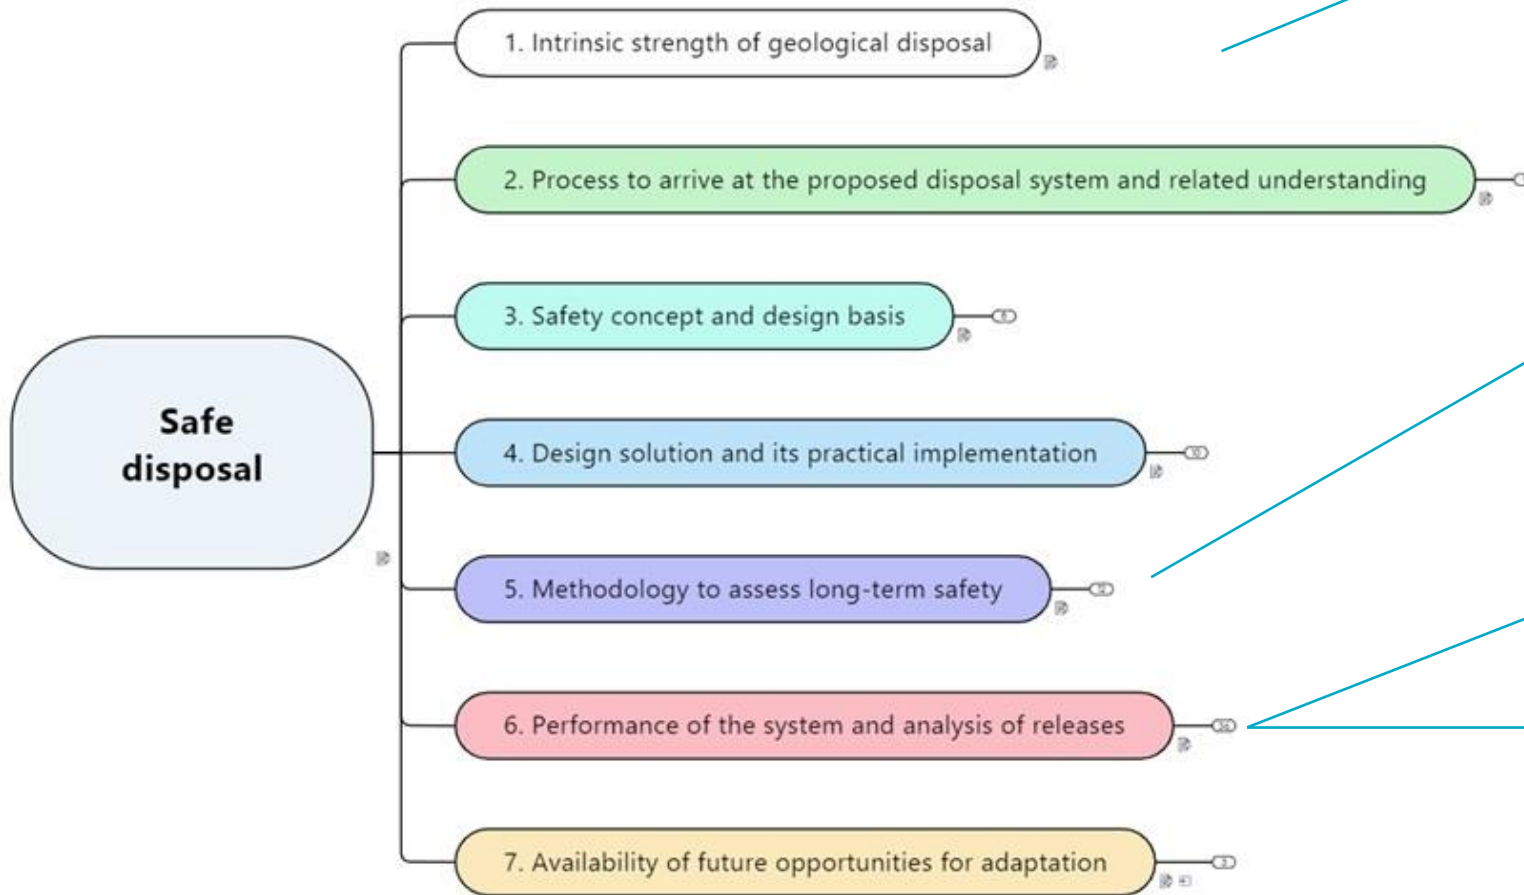 1. Intrinsic strength of geological disposal
2. Process to arrive at the proposed disposal system and related understanding
3. Safety concept and design basis
Safe
disposal
4. Design solution and its practical implementation
5. Methodology to assess long-term safety
6. Performance of the system and analysis of releases
7. Availability of future opportunities for adaptation